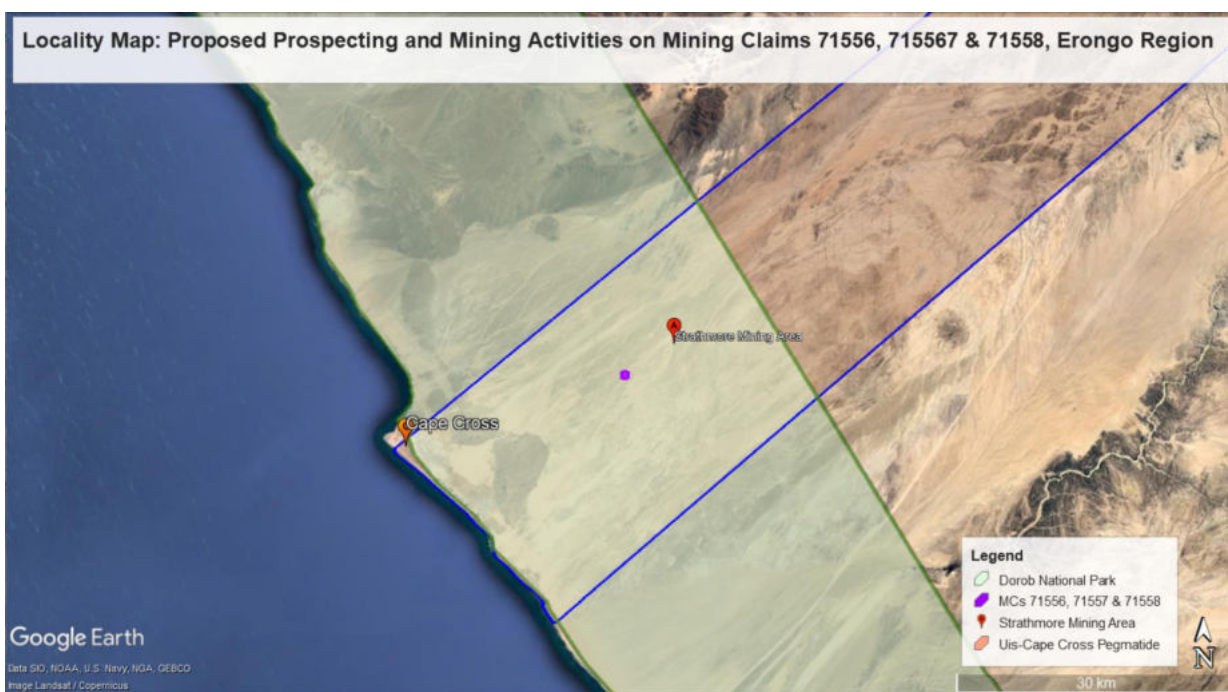 Locality Map: Proposed Prospecting and Mining Activities on Mining Claims 71556, 715567 & 71558, Erongo Region
A
Strathmore Mining Area
Cape Cross
Legend
Dorob National Park
MCs 71556, 71557 & 71558
Strathmore Mining Area
Uis-Cape Cross Pegmatide
Google Earth
Data SIO, NOAA, U.S. Navy, NGA, GEBCO
Image Landsat / Copernicus
N
30 km